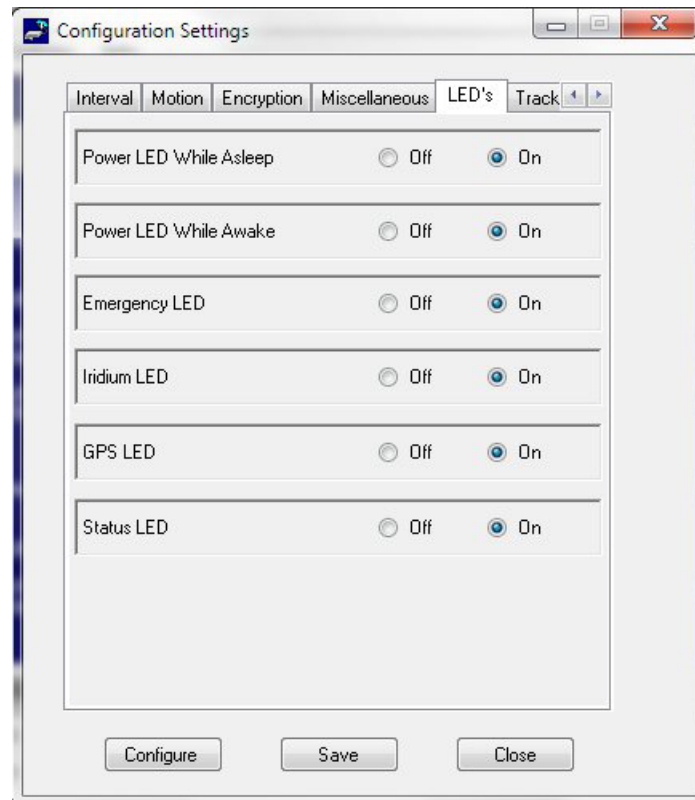 Configuration Settings
Interval Motion Encryption Miscellaneous LED's Track
Power LED While Asleep Off On
Power LED While Awake Off On
Emergency LED Off On
Iridium LED Off On
GPS LED Off On
Status LED Off On
Configure Save Close